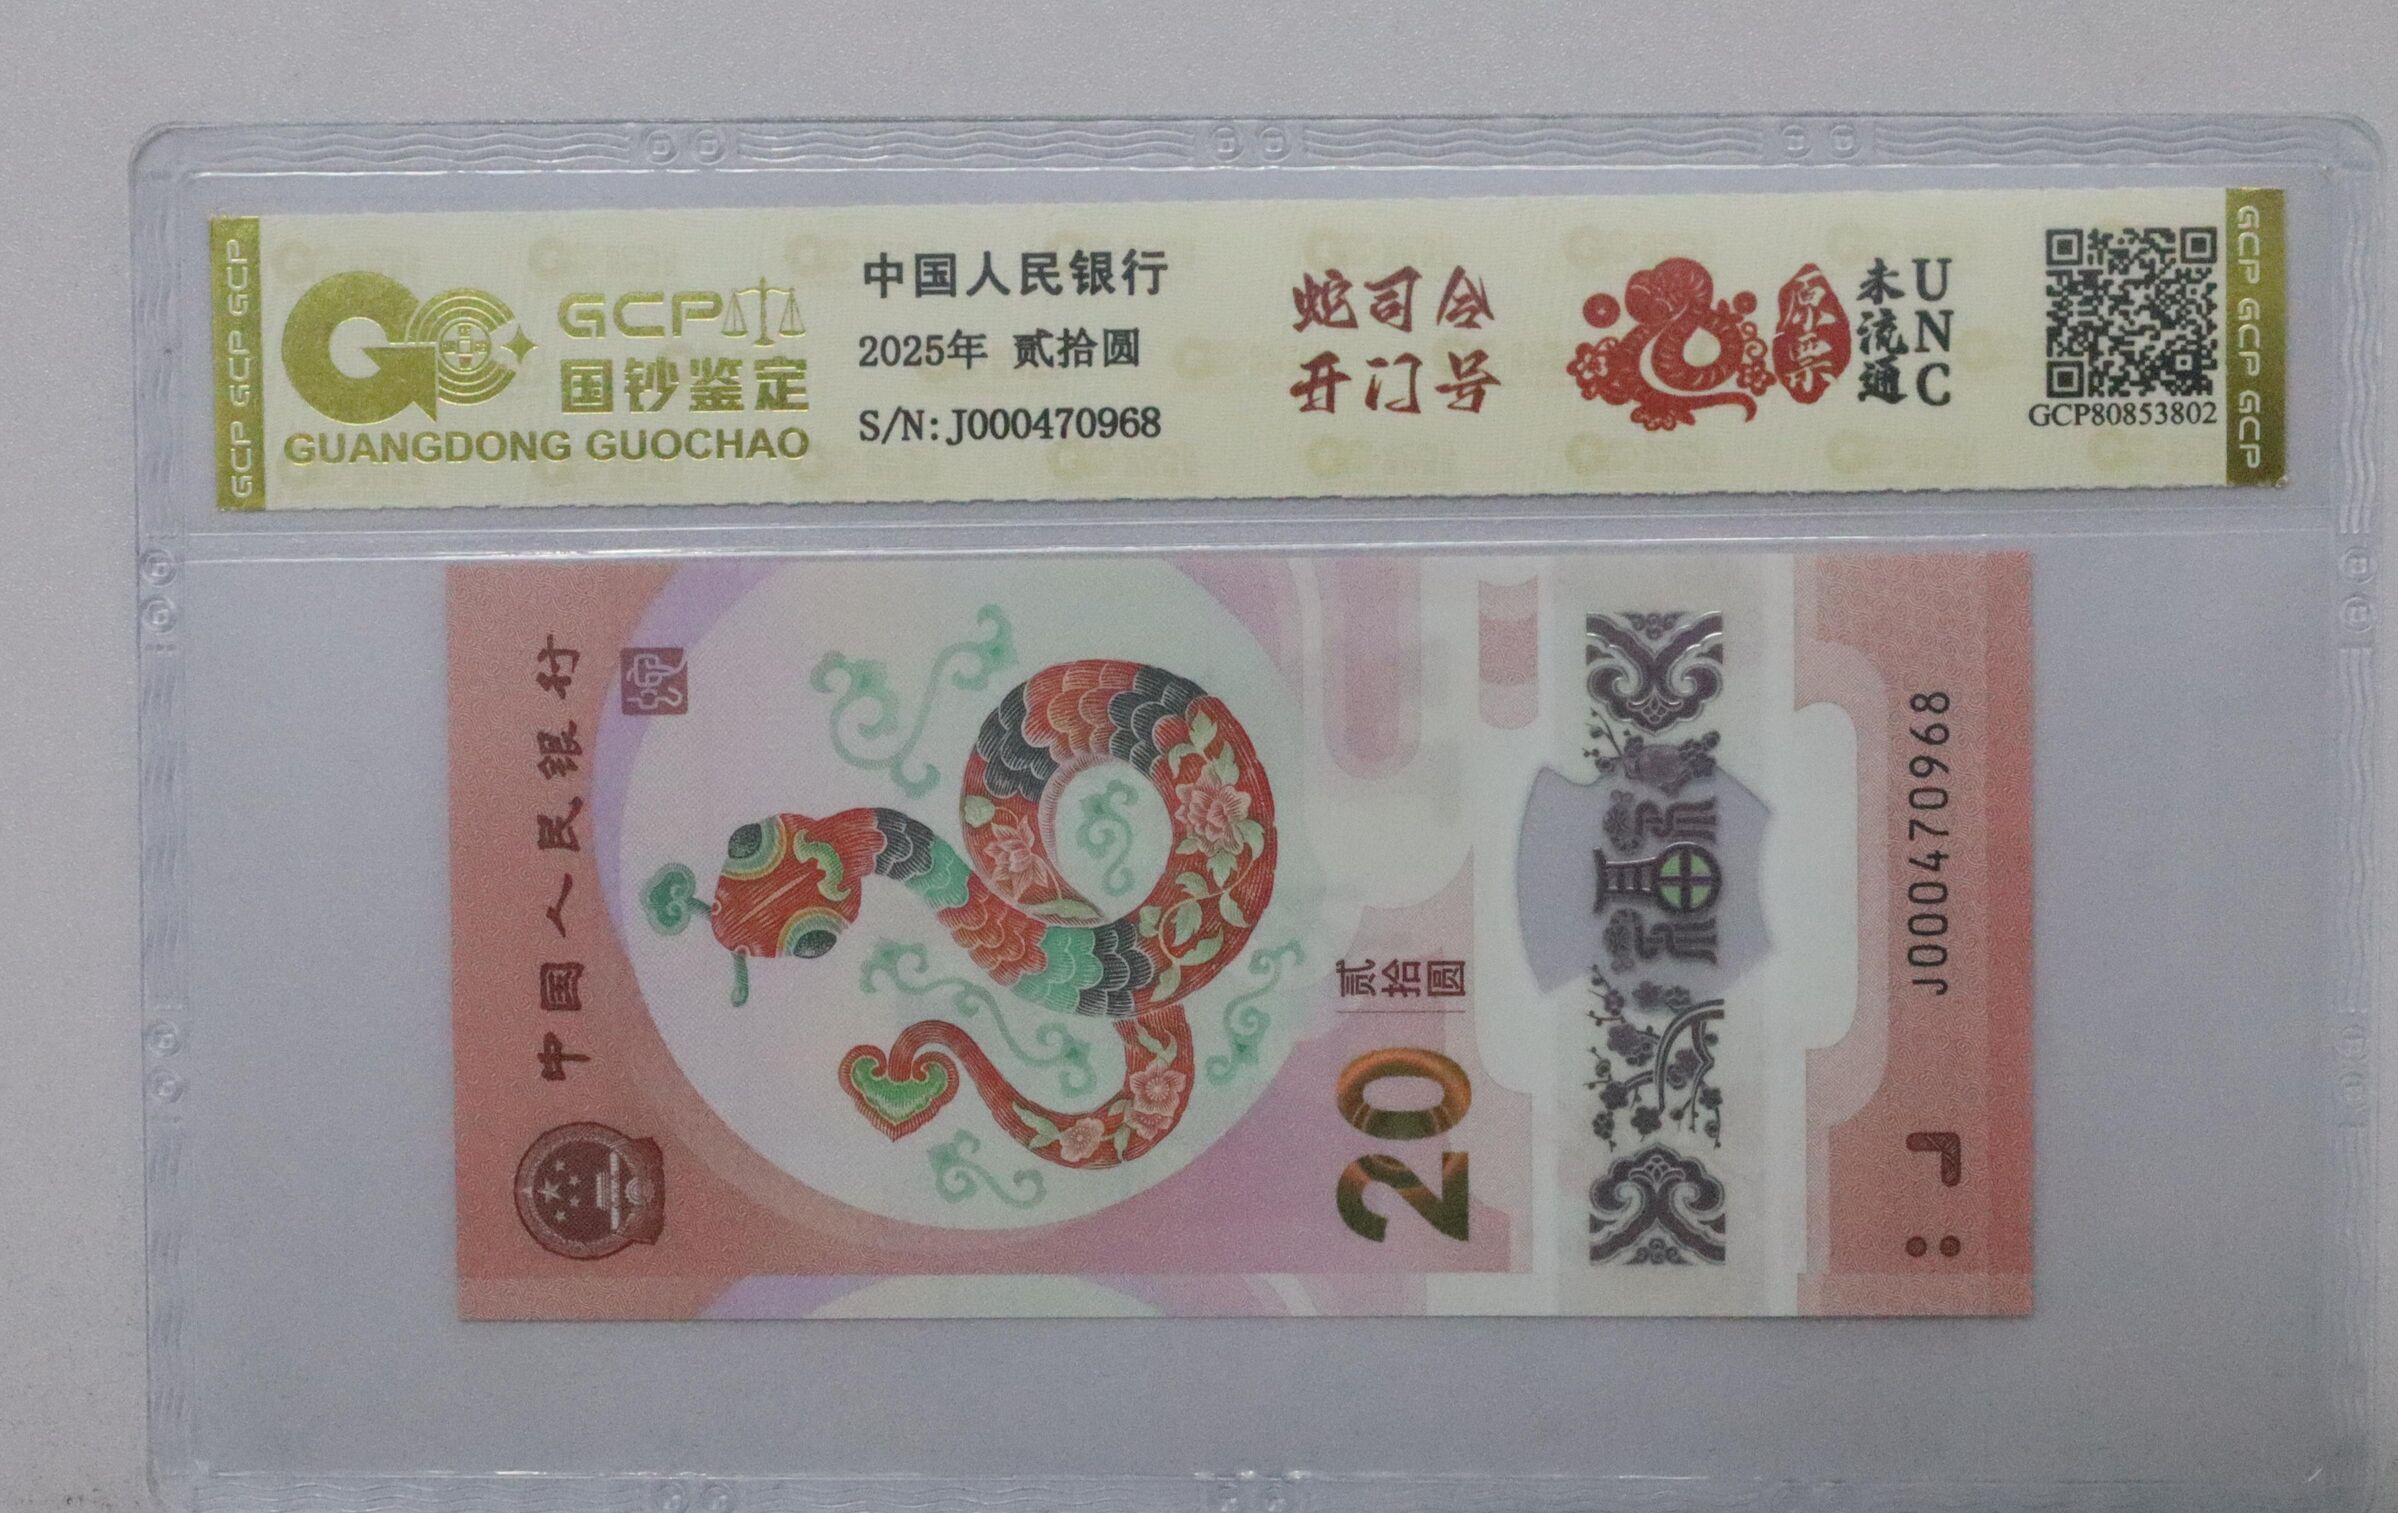 GCP GCP GCP
GCP
国钞鉴定
GUANGDONG GUOCHAO
中国人民银行
2025年 贰拾圆
S/N: J000470968
蛇司令
开门号
原票
未流通
UNC
GCP80853802
GCP GCP GCP
中国人民银行
蛇
20
贰拾圆
福
J000470968